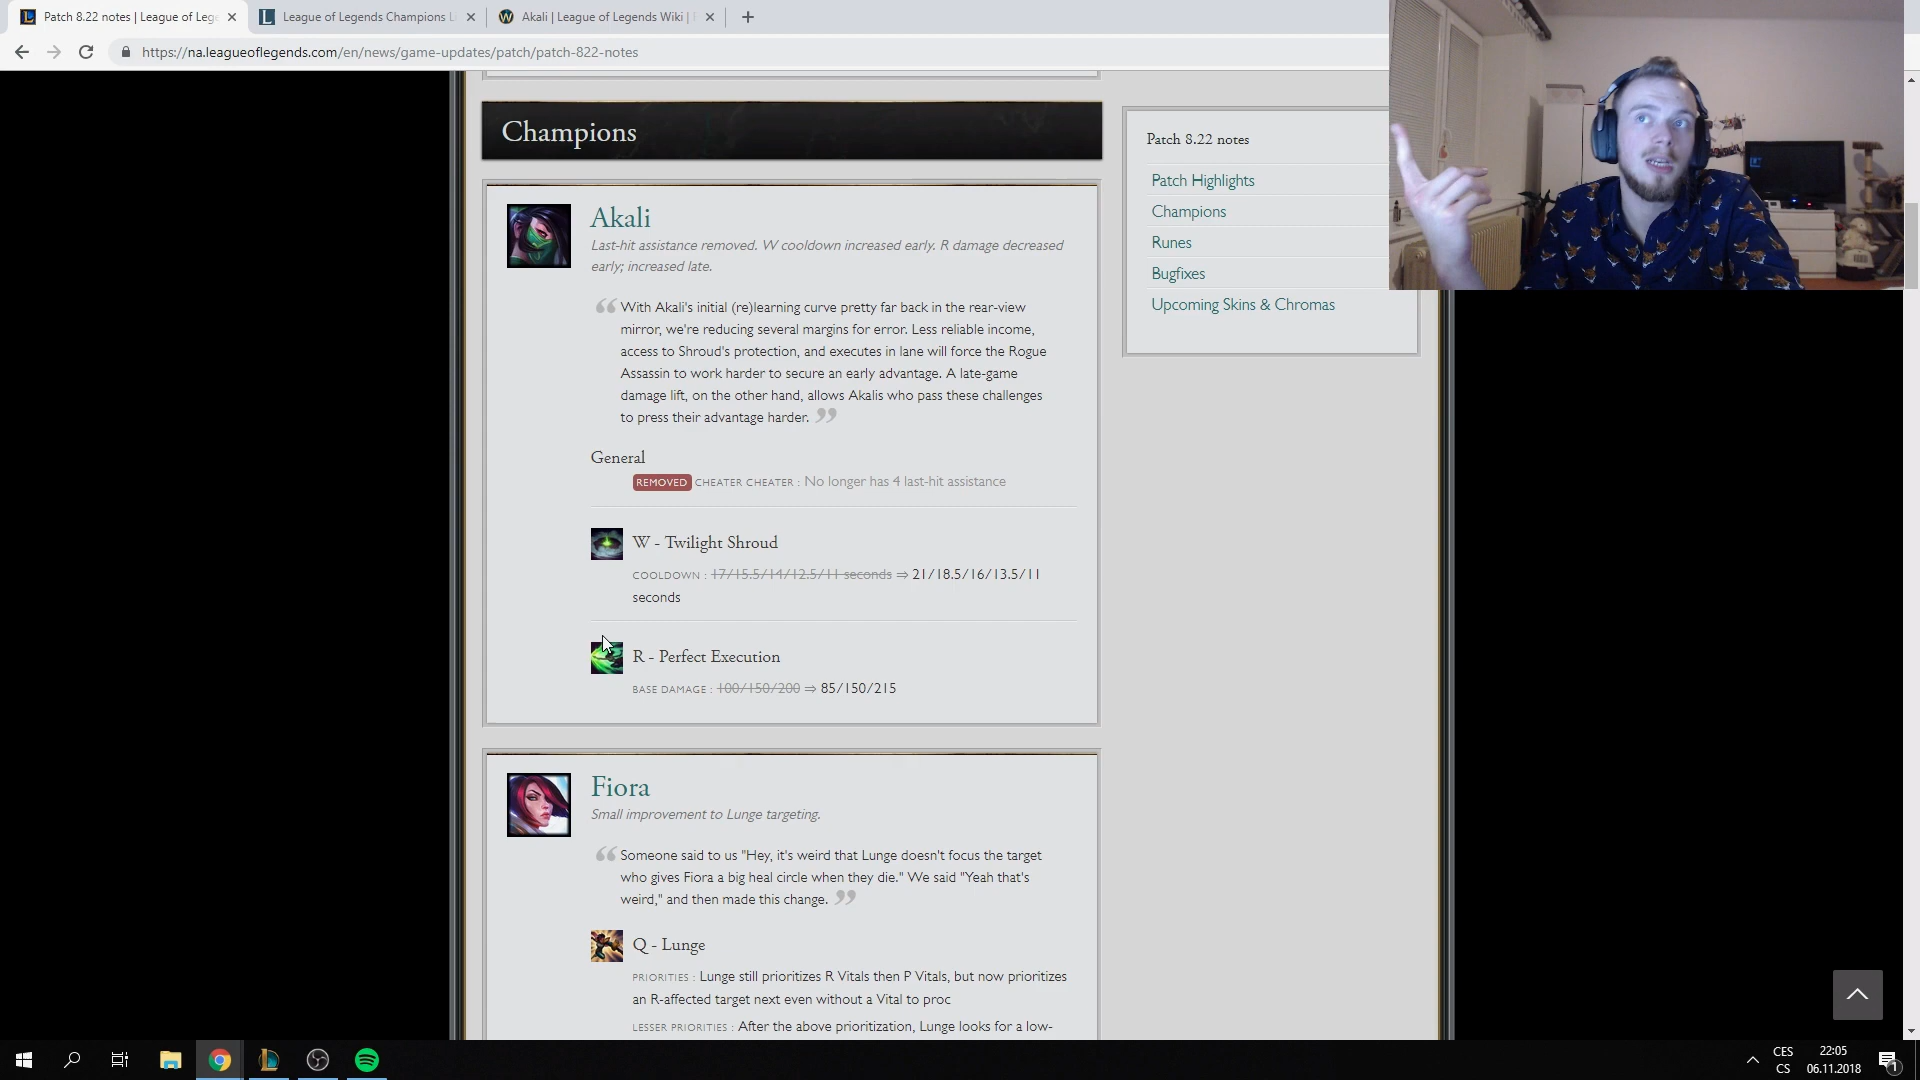 Patch 8.22 notes | League of Lege
League of Legends Champions L
Akali | League of Legends Wiki |
https://na.leagueoflegends.com/en/news/game-updates/patch/patch-822-notes
Champions
Akali
Last-hit assistance removed. W cooldown increased early. R damage decreased
early; increased late.
“ With Akali's initial (re)learning curve pretty far back in the rear-view
mirror, we're reducing several margins for error. Less reliable income,
access to Shroud's protection, and executes in lane will force the Rogue
Assassin to work harder to secure an early advantage. A late-game
damage lift, on the other hand, allows Akalis who pass these challenges
to press their advantage harder. ”
General
REMOVED CHEATER CHEATER : No longer has 4 last-hit assistance
W - Twilight Shroud
COOLDOWN : 17/15.5/14/12.5/11 seconds ⇒ 21/18.5/16/13.5/11
seconds
R - Perfect Execution
BASE DAMAGE : 100/150/200 ⇒ 85/150/215
Fiora
Small improvement to Lunge targeting.
“ Someone said to us "Hey, it's weird that Lunge doesn't focus the target
who gives Fiora a big heal circle when they die." We said "Yeah that's
weird," and then made this change. ”
Q - Lunge
PRIORITIES : Lunge still prioritizes R Vitals then P Vitals, but now prioritizes
an R-affected target next even without a Vital to proc
LESSER PRIORITIES : After the above prioritization, Lunge looks for a low-
Patch 8.22 notes
Patch Highlights
Champions
Runes
Bugfixes
Upcoming Skins & Chromas
CES
CS
22:05
06.11.2018
1